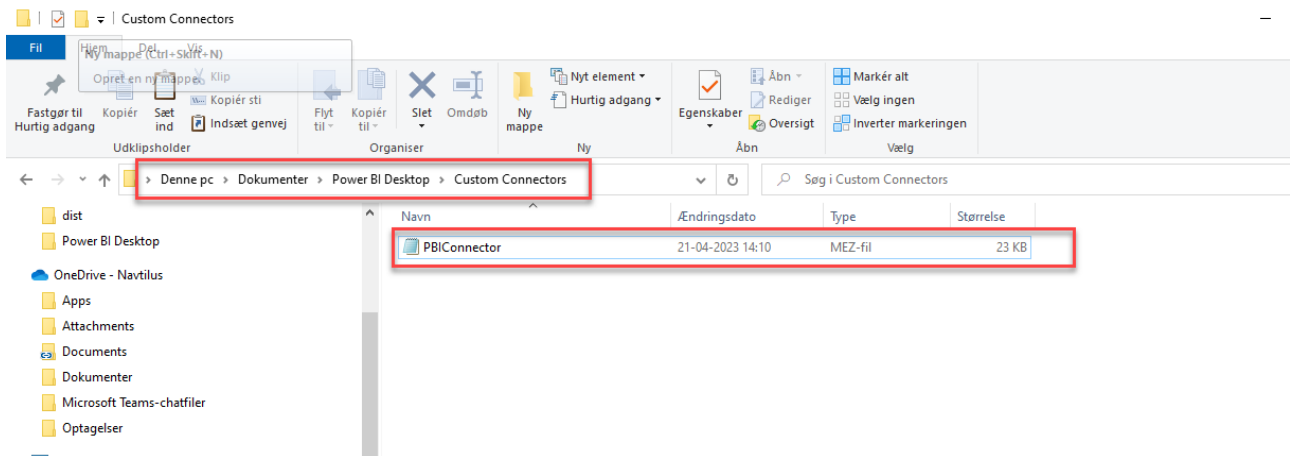 Custom Connectors
Fil Hjem Del Vis
Ny mappe (Ctrl+Skift+N)
Opret en ny mappe
Klip
Kopiér sti
Indsæt genvej
Fastgør til
Hurtig adgang
Kopiér
Sæt
ind
Flyt
til
Kopiér
til
Slet
Omdøb
Ny
mappe
Nyt element
Hurtig adgang
Egenskaber
Åbn
Rediger
Oversigt
Markér alt
Vælg ingen
Inverter markeringen
Udklipsholder Organiser Ny Åbn Vælg
Denne pc › Dokumenter › Power BI Desktop › Custom Connectors
Søg i Custom Connectors
dist
Power BI Desktop
OneDrive - Navtilus
Apps
Attachments
Documents
Dokumenter
Microsoft Teams-chatfiler
Optagelser
Navn Ændringsdato Type Størrelse
PBIConnector 21-04-2023 14:10 MEZ-fil 23 KB